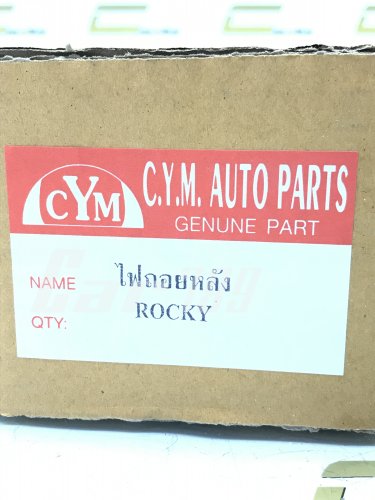 CYM
C.Y.M. AUTO PARTS
GENUNE PART
NAME ไฟถอยหลัง
QTY: ROCKY